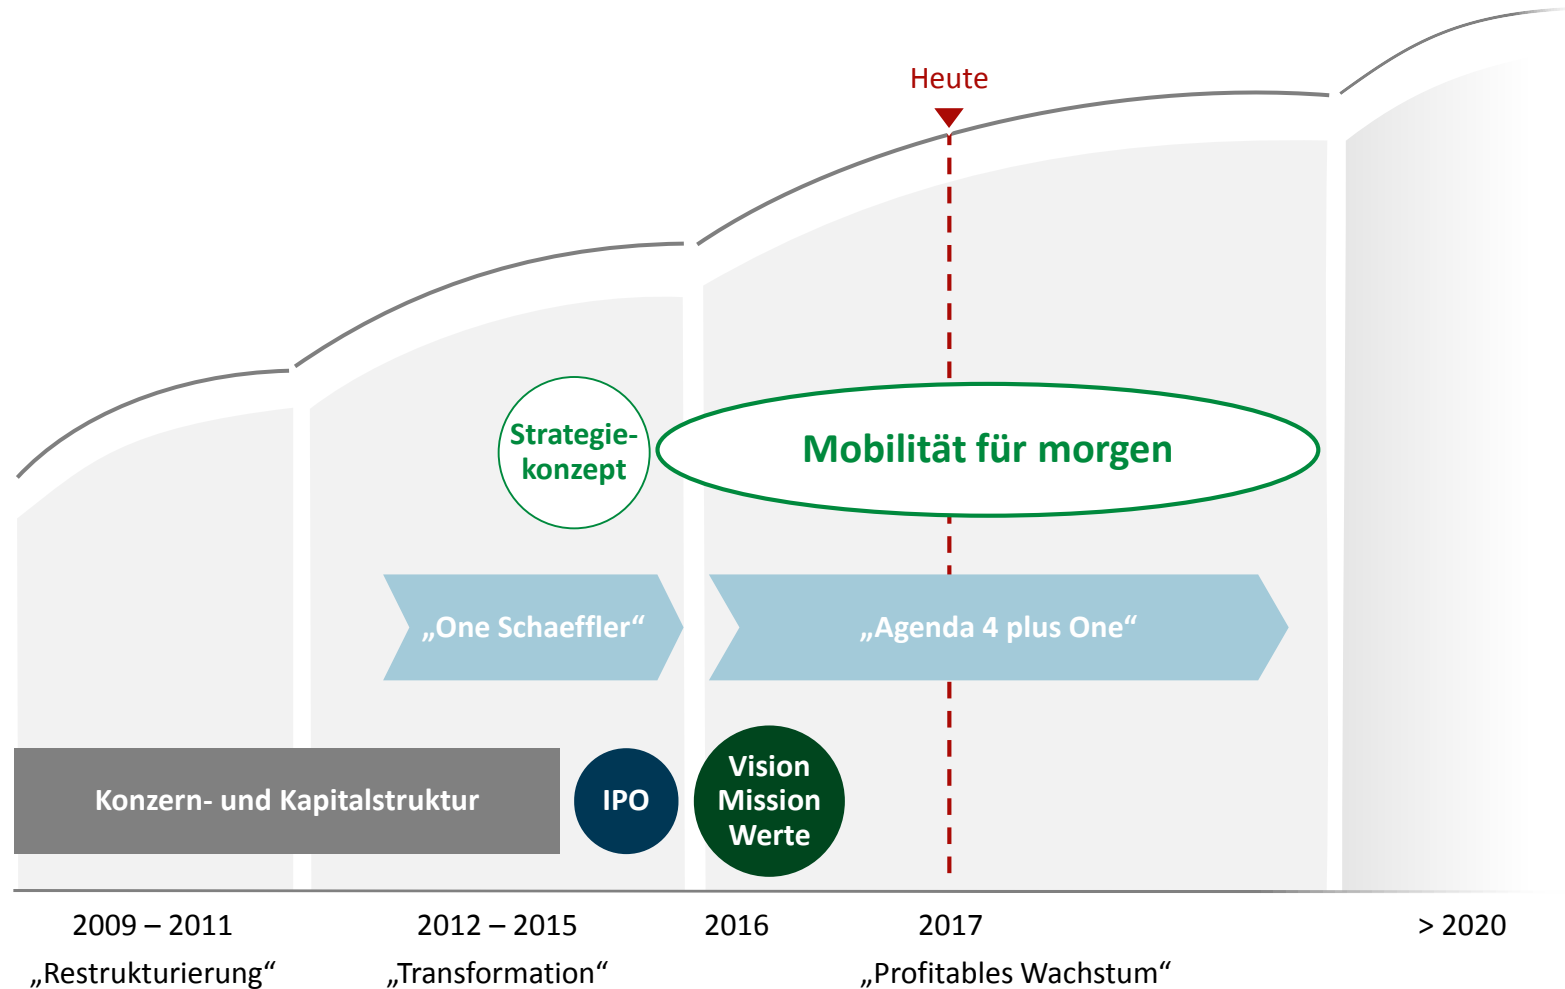 Heute
Strategie-
konzept
Mobilität für morgen
„One Schaeffler“
„Agenda 4 plus One“
Konzern- und Kapitalstruktur
IPO
Vision
Mission
Werte
2009 – 2011
2012 – 2015
2016
2017
> 2020
„Restrukturierung“
„Transformation“
„Profitables Wachstum“